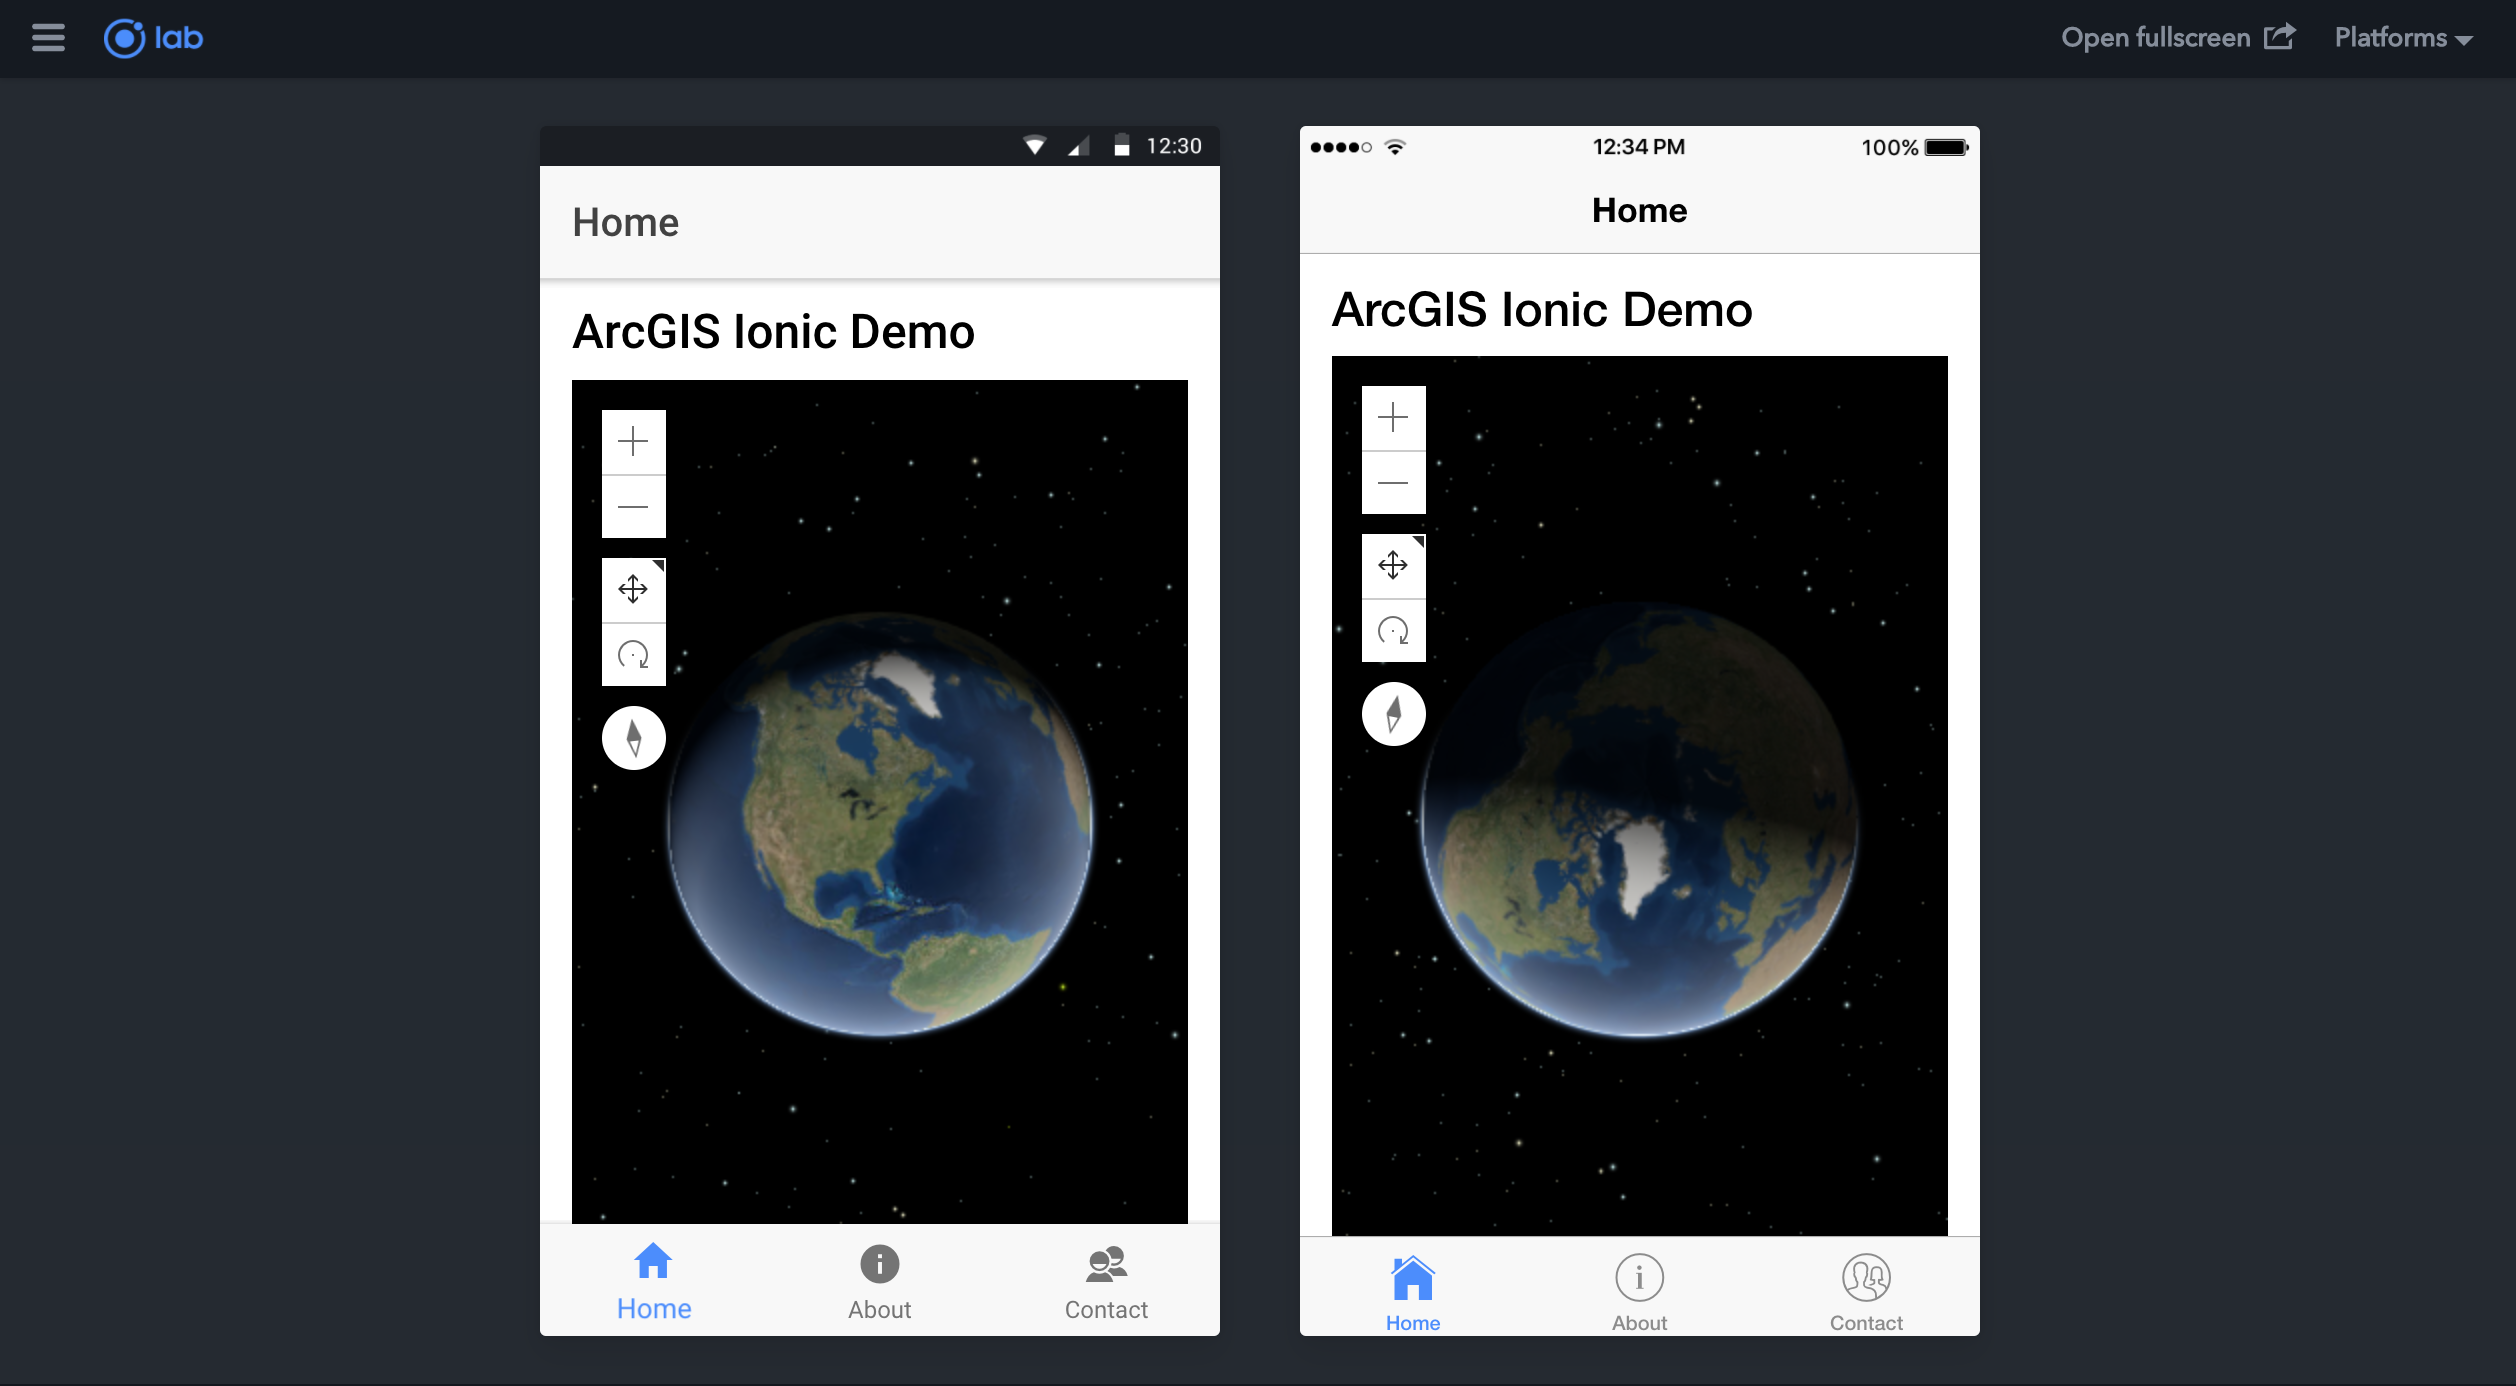 lab
Open fullscreen
Platforms
12:30
Home
ArcGIS Ionic Demo
Home
About
Contact
12:34 PM
100%
Home
ArcGIS Ionic Demo
Home
About
Contact